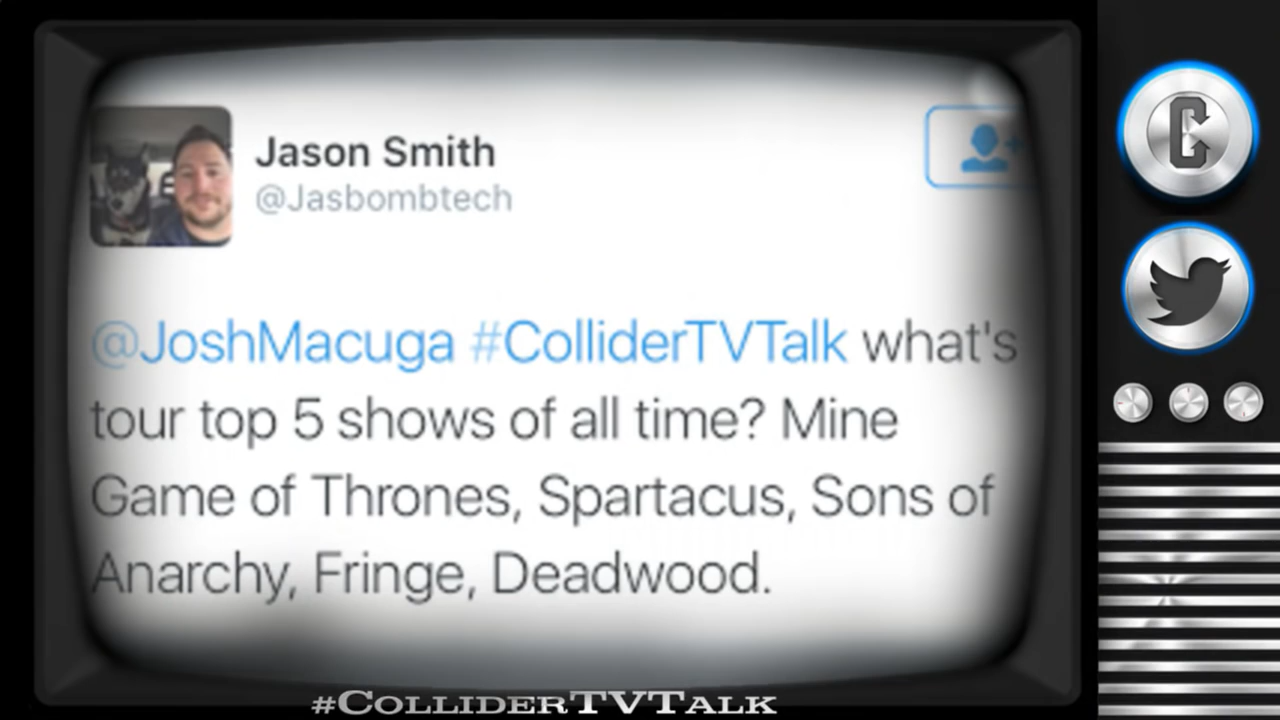 Jason Smith
@Jasbombtech
@JoshMacuga #ColliderTVTalk what's
tour top 5 shows of all time? Mine
Game of Thrones, Spartacus, Sons of
Anarchy, Fringe, Deadwood.
#ColliderTVTalk